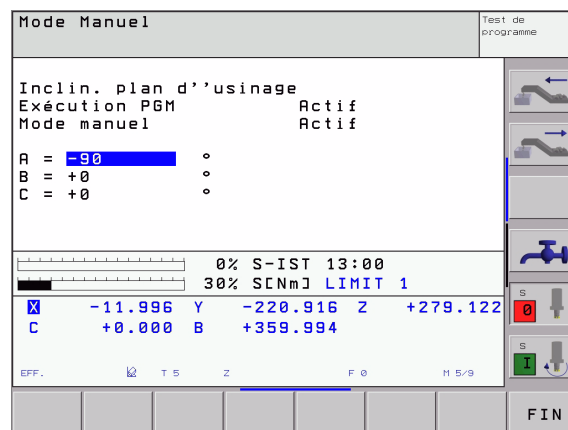 Mode Manuel
Test de
programme
Inclin. plan d''usinage
Exécution PGM Actif
Mode manuel Actif
A = -90 °
B = +0 °
C = +0 °
0% S-IST 13:00
30% S[Nm] LIMIT 1
X -11.996 Y -220.916 Z +279.122
C +0.000 B +359.994
EFF. T 5 Z F 0 M 5/9
S
0
S
I
FIN